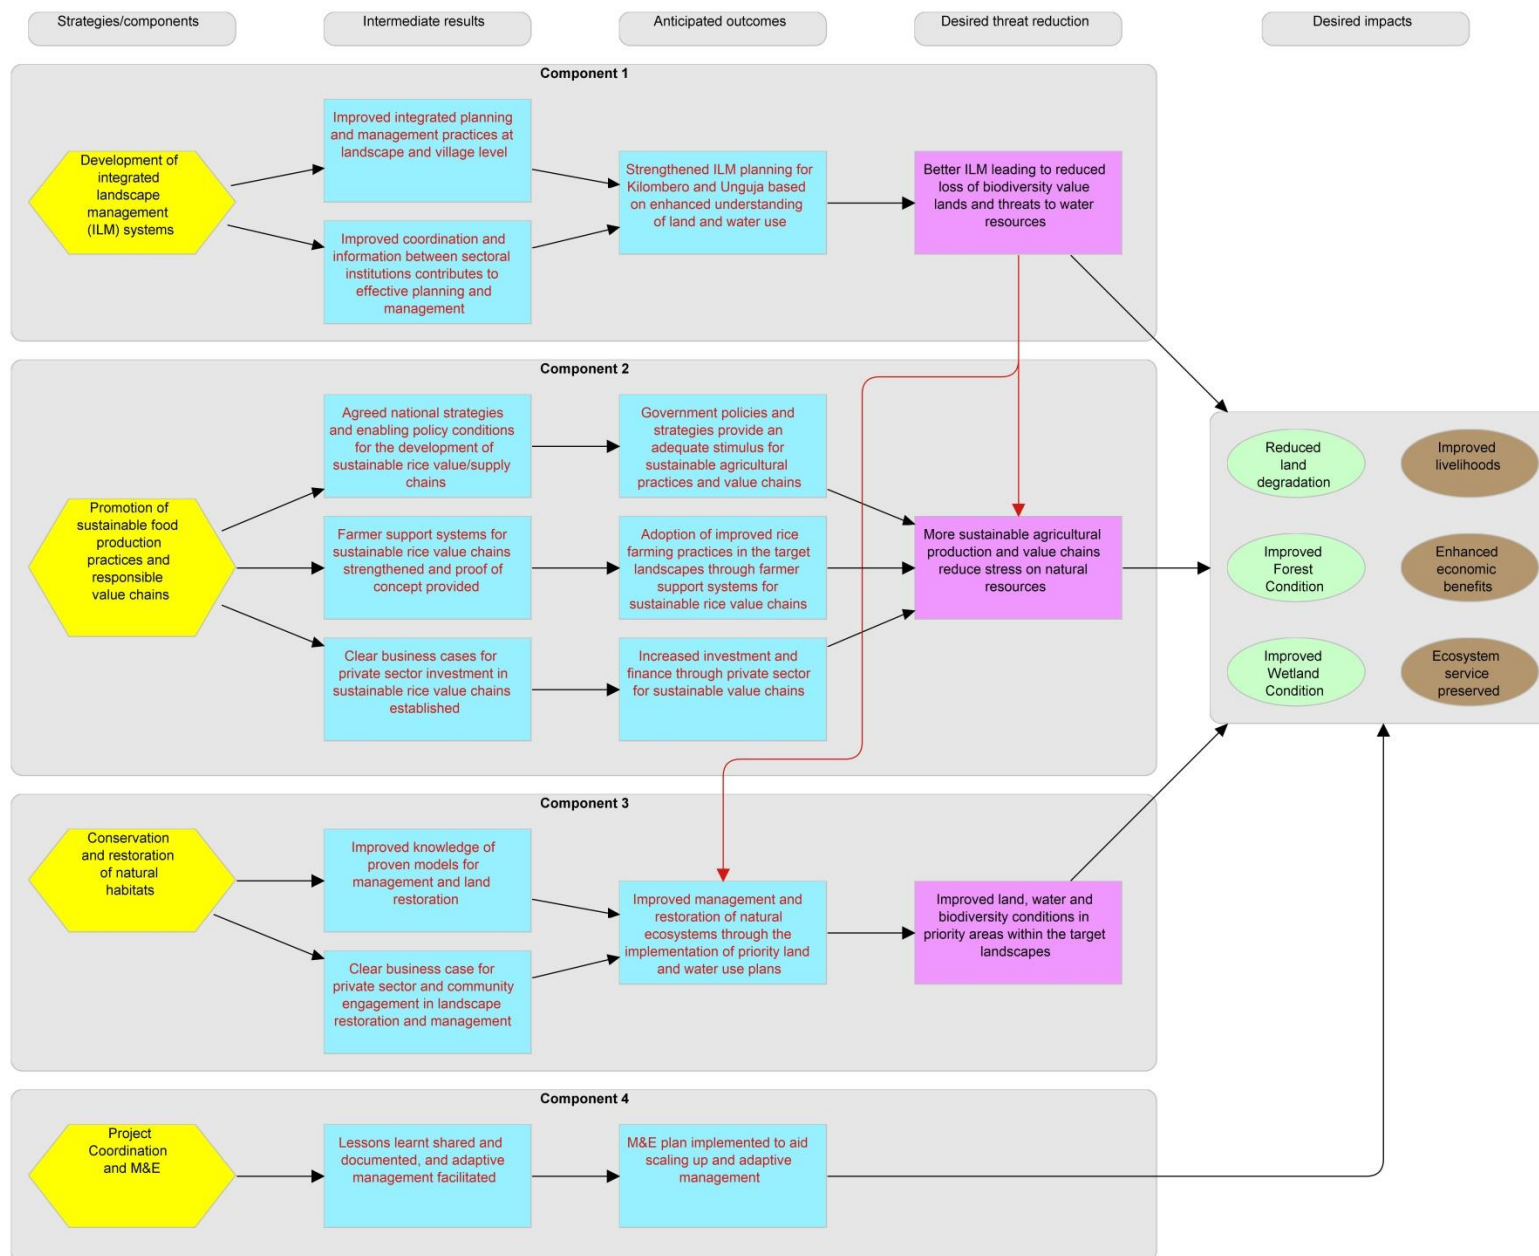 Strategies/components
Intermediate results
Anticipated outcomes
Desired threat reduction
Desired impacts
Component 1
Development of
integrated
landscape
management
(ILM) systems
Improved integrated planning
and management practices at
landscape and village level
Improved coordination and
information between sectoral
institutions contributes to
effective planning and
management
Strengthened ILM planning for
Kilombero and Unguja based
on enhanced understanding
of land and water use
Better ILM leading to reduced
loss of biodiversity value
lands and threats to water
resources
Component 2
Promotion of
sustainable food
production
practices and
responsible
value chains
Agreed national strategies
and enabling policy conditions
for the development of
sustainable rice value/supply
chains
Government policies and
strategies provide an
adequate stimulus for
sustainable agricultural
practices and value chains
Farmer support systems for
sustainable rice value chains
strengthened and proof of
concept provided
Adoption of improved rice
farming practices in the target
landscapes through farmer
support systems for
sustainable rice value chains
Clear business cases for
private sector investment in
sustainable rice value chains
established
Increased investment and
finance through private sector
for sustainable value chains
More sustainable agricultural
production and value chains
reduce stress on natural
resources
Reduced
land
degradation
Improved
livelihoods
Improved
Forest
Condition
Enhanced
economic
benefits
Improved
Wetland
Condition
Ecosystem
service
preserved
Component 3
Conservation
and restoration
of natural
habitats
Improved knowledge of
proven models for
management and land
restoration
Clear business case for
private sector and community
engagement in landscape
restoration and management
Improved management and
restoration of natural
ecosystems through the
implementation of priority land
and water use plans
Improved land, water and
biodiversity conditions in
priority areas within the target
landscapes
Component 4
Project
Coordination
and M&E
Lessons learnt shared and
documented, and adaptive
management facilitated
M&E plan implemented to aid
scaling up and adaptive
management